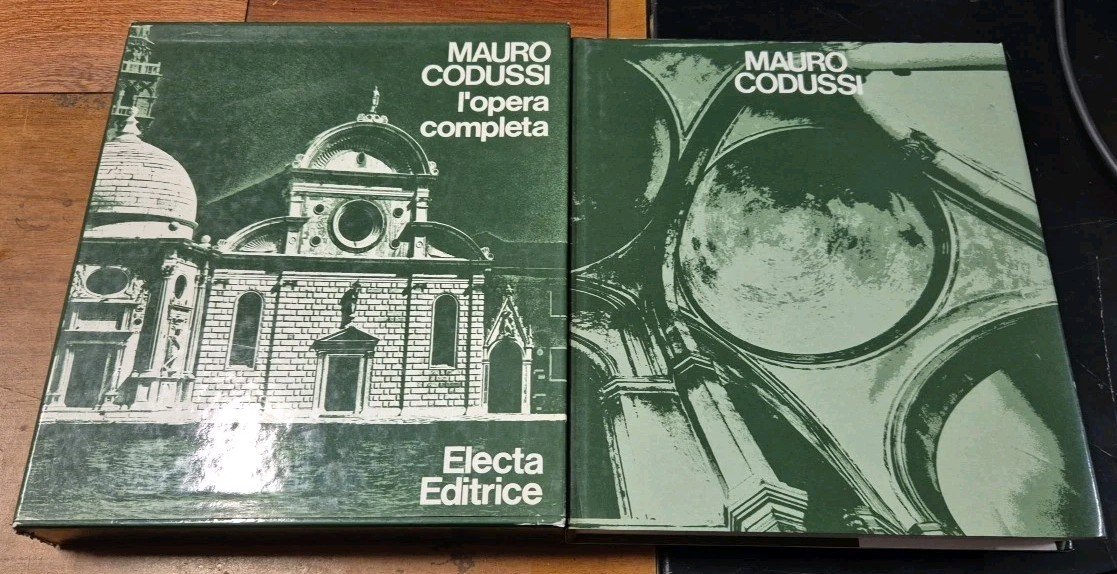 MAURO
CODUSSI
l'opera
completa
Electa
Editrice
MAURO
CODUSSI